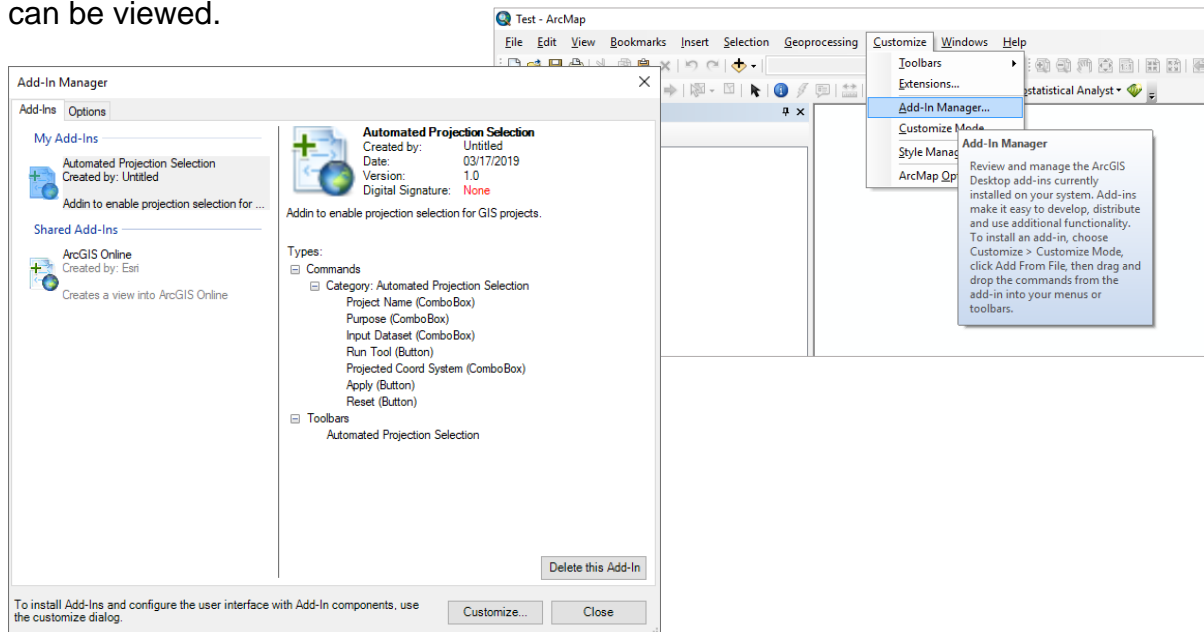 can be viewed.
Test - ArcMap
File Edit View Bookmarks Insert Selection Geoprocessing Customize Windows Help
Toolbars
Extensions...
Add-In Manager...
Customize Mode
Style Manag
ArcMap Op
statistical Analyst
Add-In Manager
Review and manage the ArcGIS
Desktop add-ins currently
installed on your system. Add-ins
make it easy to develop, distribute
and use additional functionality.
To install an add-in, choose
Customize > Customize Mode,
click Add From File, then drag and
drop the commands from the
add-in into your menus or
toolbars.
Add-In Manager
Add-Ins Options
My Add-Ins
Automated Projection Selection
Created by: Untitled
Addin to enable projection selection for ...
Shared Add-Ins
ArcGIS Online
Created by: Esri
Creates a view into ArcGIS Online
Automated Projection Selection
Created by: Untitled
Date: 03/17/2019
Version: 1.0
Digital Signature: None
Addin to enable projection selection for GIS projects.
Types:
Commands
Category: Automated Projection Selection
Project Name (ComboBox)
Purpose (ComboBox)
Input Dataset (ComboBox)
Run Tool (Button)
Projected Coord System (ComboBox)
Apply (Button)
Reset (Button)
Toolbars
Automated Projection Selection
Delete this Add-In
To install Add-Ins and configure the user interface with Add-In components, use
the customize dialog.
Customize... Close